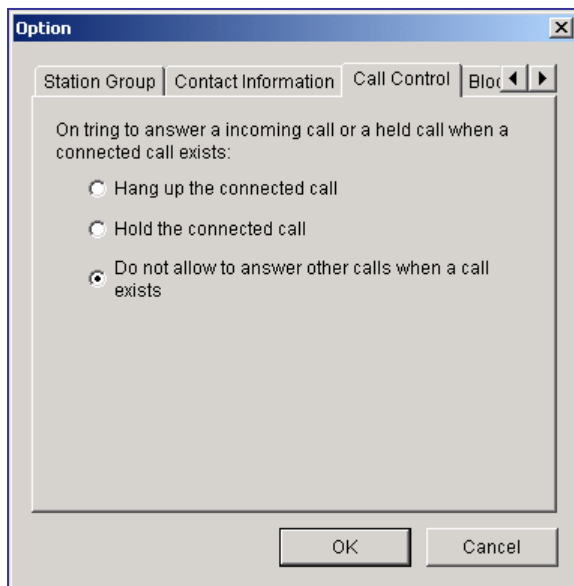 Option
Station Group Contact Information Call Control
On tring to answer a incoming call or a held call when a
connected call exists:
Hang up the connected call
Hold the connected call
Do not allow to answer other calls when a call
exists
OK Cancel